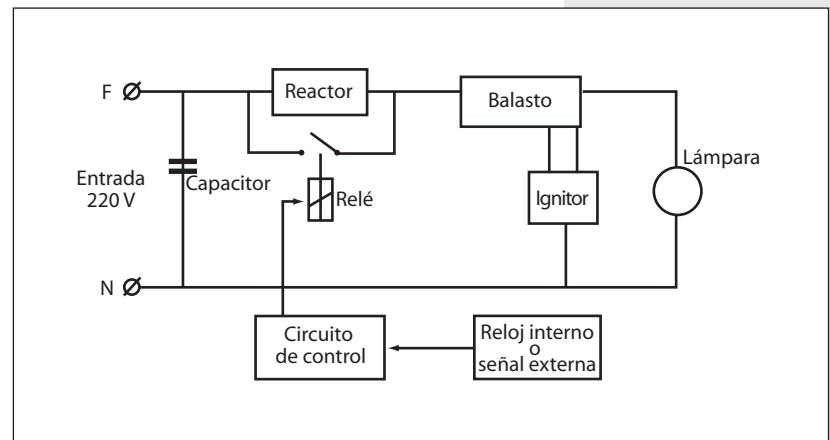 F
Reactor
Balasto
Lámpara
Entrada
220 V
Capacitor
Relé
Ignitor
N
Circuito
de control
Reloj interno
o
señal externa